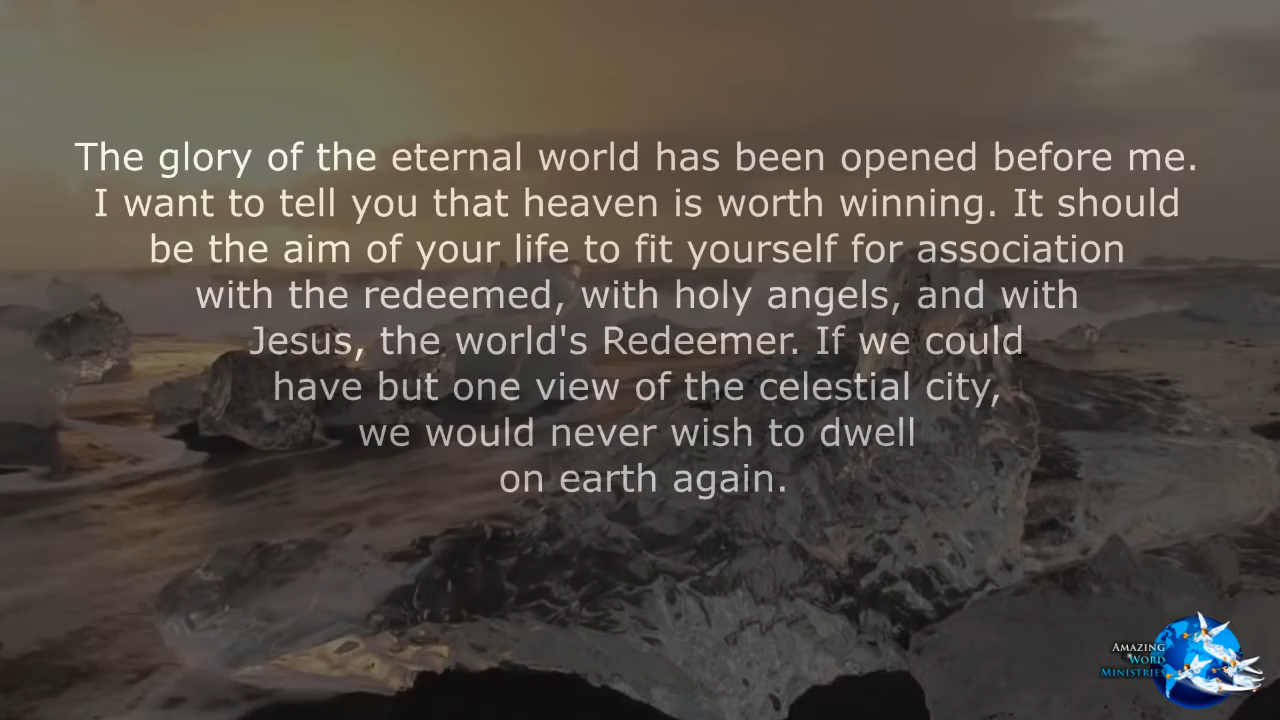 The glory of the eternal world has been opened before me.
I want to tell you that heaven is worth winning. It should
be the aim of your life to fit yourself for association
with the redeemed, with holy angels, and with
Jesus, the world's Redeemer. If we could
have but one view of the celestial city,
we would never wish to dwell
on earth again.
AMAZING
WORD
MINISTRIES